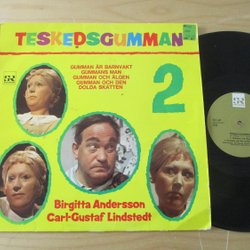 TESKEDSGUMMAN
GUMMAN ÄR BARNVAKT
GUMMANS MAN
GUMMAN OCH ÄLGEN
GUMMAN OCH DEN
DOLDA SKATTEN
2
Birgitta Andersson
Carl-Gustaf Lindstedt